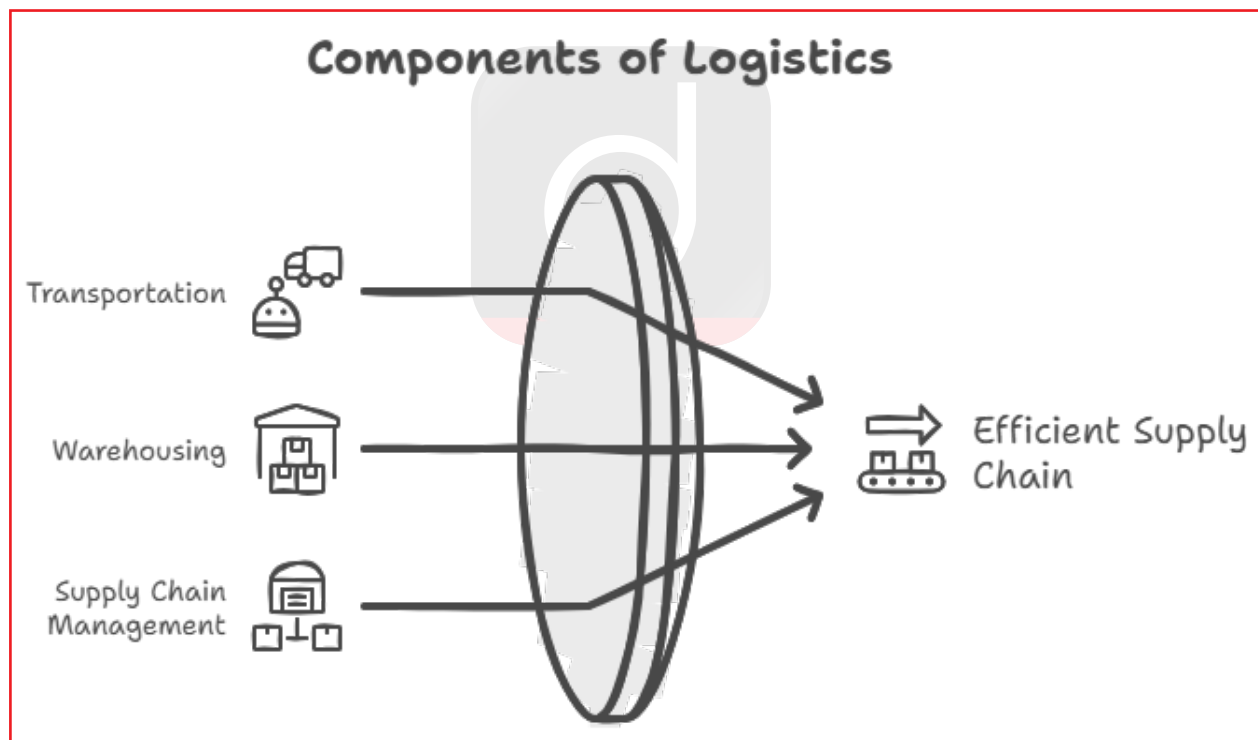 Components of Logistics
Transportation
Warehousing
Supply Chain
Management
Efficient Supply
Chain